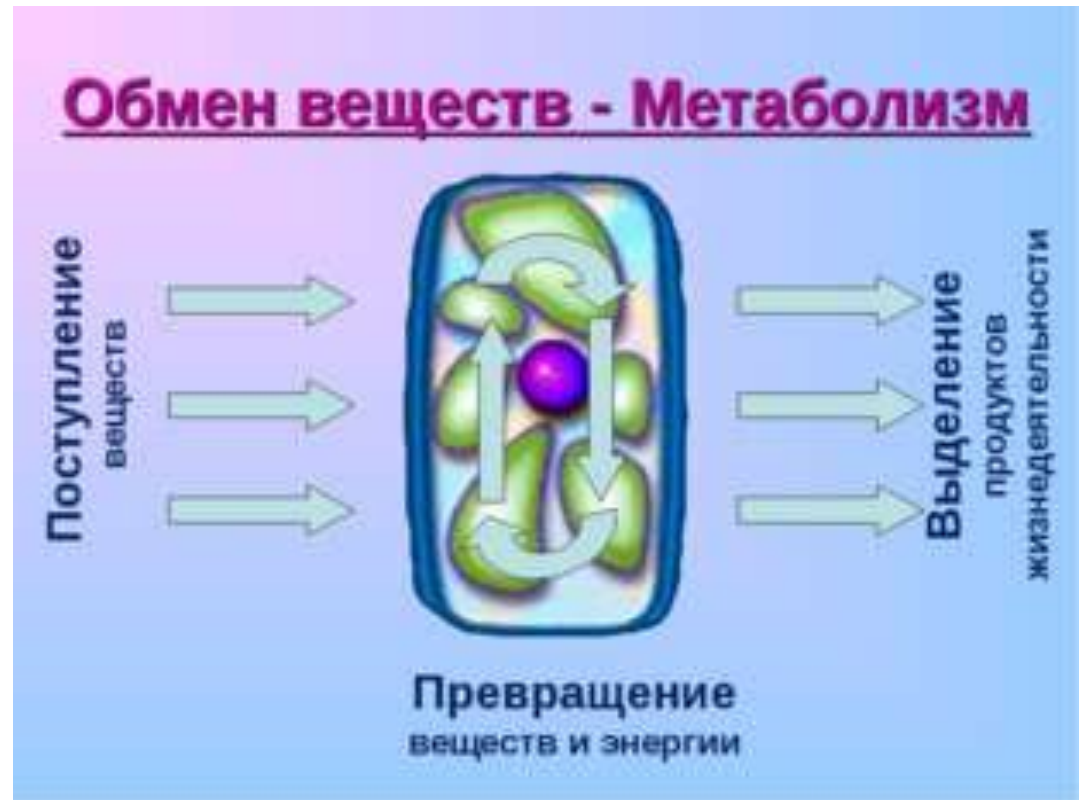 Обмен веществ - Метаболизм
Поступление
веществ
Выделение
продуктов
жизнедеятельности
Превращение
веществ и энергии